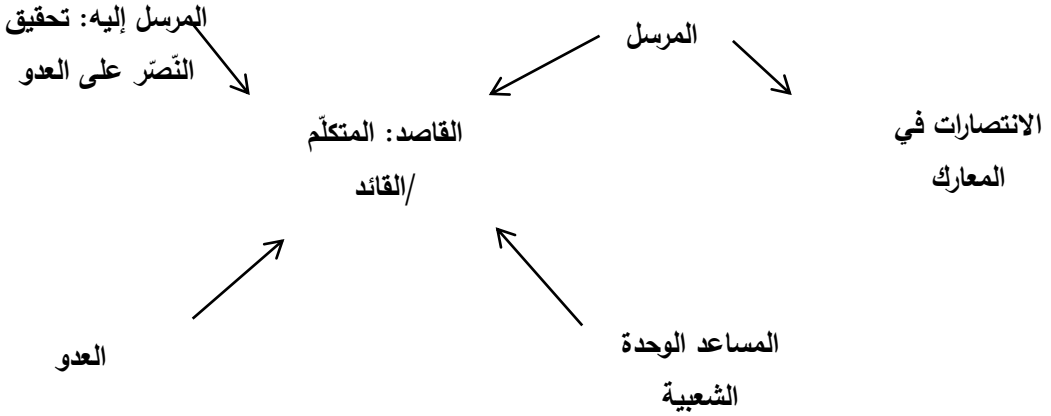 المرسل إليه: تحقيق
النّصّر على العدو
المرسل
القاصد: المتكلّم
/القائد
الانتصارات في
المعارك
العدو
المساعد الوحدة
الشعبية